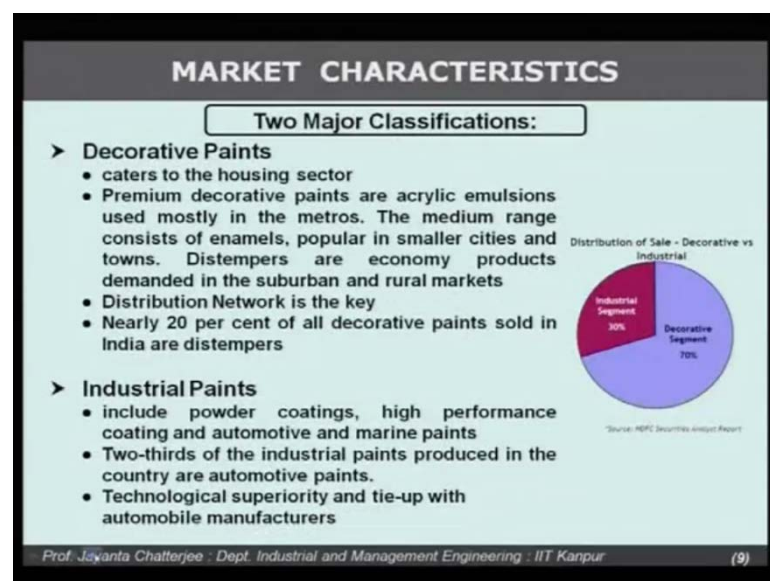 MARKET CHARACTERISTICS
Two Major Classifications:
➤ Decorative Paints
• caters to the housing sector
• Premium decorative paints are acrylic emulsions
used mostly in the metros. The medium range
consists of enamels, popular in smaller cities and
towns. Distempers are economy products
demanded in the suburban and rural markets
• Distribution Network is the key
• Nearly 20 per cent of all decorative paints sold in
India are distempers
➤ Industrial Paints
• include powder coatings, high performance
coating and automotive and marine paints
• Two-thirds of the industrial paints produced in the
country are automotive paints.
• Technological superiority and tie-up with
automobile manufacturers
Distribution of Sale - Decorative vs
Industrial
Industrial
Segment
30%
Decorative
Segment
70%
*Source: HDFC Securities Analyst Report
Prof. Jayanta Chatterjee : Dept. Industrial and Management Engineering : IIT Kanpur
(9)